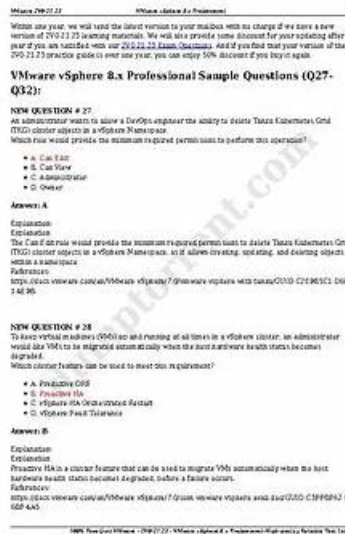 VMware 2V0-21.23
VMware vSphere 8.x Professional
Within one year, we will send the latest version to your mailbox with no charge if we have a new
version of 2V0-21.23 learning materials. We will also provide some discount for your updating after
year if you are satisfied with our 2V0-21.23 Exam Questions. And if you find that your version of the
2V0-21.23 practice guide is over one year, you can enjoy 50% discount if you buy it again.
VMware vSphere 8.x Professional Sample Questions (Q27-
Q32):
NEW QUESTION # 27
An administrator wants to allow a DevOps engineer the ability to delete Tanzu Kubernetes Grid
(TKG) cluster objects in a vSphere Namespace.
Which role would provide the minimum required permissions to perform this operation?
A. Can Edit
B. Can View
C. Administrator
D. Owner
Answer: A
Explanation:
Explanation
The Can Edit role would provide the minimum required permissions to delete Tanzu Kubernetes Gr
(TKG) cluster objects in a vSphere Namespace, as it allows creating, updating, and deleting objects
within a namespace.
References:
NEW QUESTION # 28
To keep virtual machines (VMs) up and running at all times in a vSphere cluster, an administrator
would like VMs to be migrated automatically when the host hardware health status becomes
degraded.
Which cluster feature can be used to meet this requirement?
A. Predictive DRS
B. Proactive HA
C. vSphere HA Orchestrated Restart
D. vSphere Fault Tolerance
Answer: B
Explanation:
Explanation
Proactive HA is a cluster feature that can be used to migrate VMs automatically when the host
hardware health status becomes degraded, before a failure occurs.
References: